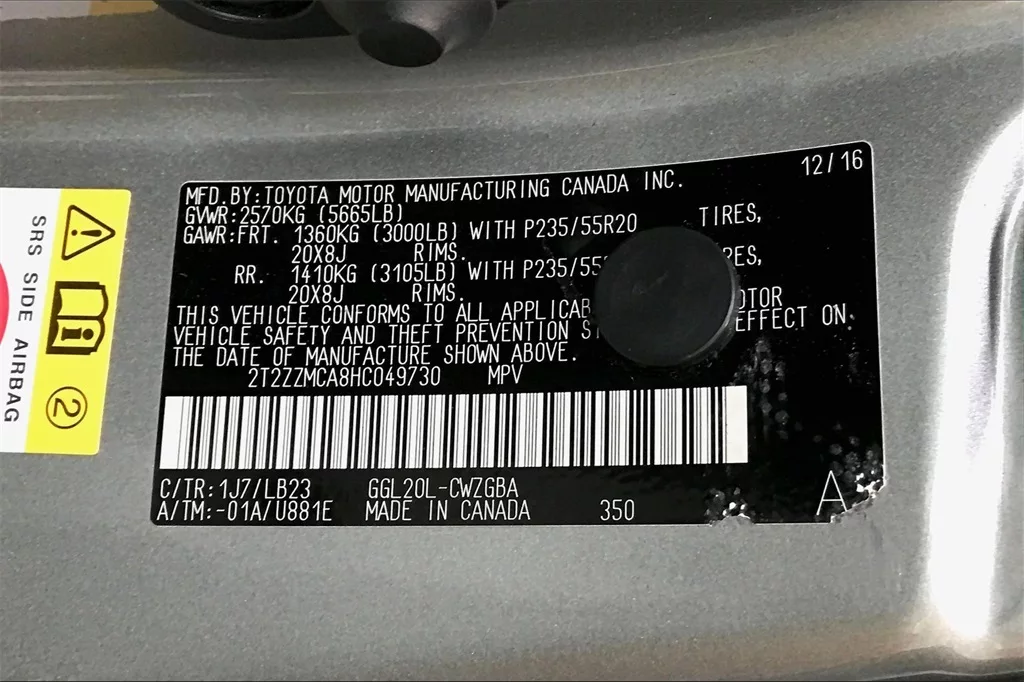 12/16
MFD.BY:TOYOTA MOTOR MANUFACTURING CANADA INC.
GVWR:2570KG (5665LB)
GAWR:FRT. 1360KG (3000LB) WITH P235/55R20 TIRES,
20X8J RIMS.
RR. 1410KG (3105LB) WITH P235/55
20X8J RIMS.
THIS VEHICLE CONFORMS TO ALL
VEHICLE SAFETY AND THEFT PREVENTION EFFECT ON
THE DATE OF MANUFACTURE SHOWN ABOVE.
2T2ZZMCA8HC049730 MPV
C/TR:1J7/LB23 GGL20L-CWZGBA
A/TM:-01A/U881E MADE IN CANADA 350
A
SRS SIDE AIRBAG
2